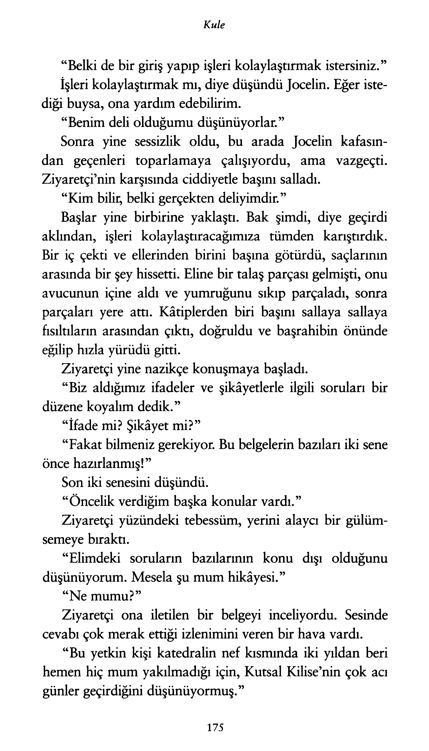 Kule
“Belki de bir giriş yapıp işleri kolaylaştırmak istersiniz.”
İşleri kolaylaştırmak mı, diye düşündü Jocelin. Eğer iste-
diği buysa, ona yardım edebilirim.
“Benim deli olduğumu düşünüyorlar.”
Sonra yine sessizlik oldu, bu arada Jocelin kafasın-
dan geçenleri toparlamaya çalışıyordu, ama vazgeçti.
Ziyaretçi’nin karşısında ciddiyetle başını salladı.
“Kim bilir, belki gerçekten deliyimdir.”
Başlar yine birbirine yaklaştı. Bak şimdi, diye geçirdi
aklından, işleri kolaylaştıracağımıza tümden karıştırdık.
Bir iç çekti ve ellerinden birini başına götürdü, saçlarının
arasında bir şey hissetti. Eline bir talaş parçası gelmişti, onu
avucunun içine aldı ve yumruğunu sıkıp parçaladı, sonra
parçaları yere attı. Kâtiplerden biri başını sallaya sallaya
fısıltıların arasından çıktı, doğruldu ve başrahibin önünde
eğilip hızla yürüdü gitti.
Ziyaretçi yine nazikçe konuşmaya başladı.
“Biz aldığımız ifadeler ve şikâyetlerle ilgili soruları bir
düzene koyalım dedik.”
“İfade mi? Şikâyet mi?”
“Fakat bilmeniz gerekiyor. Bu belgelerin bazıları iki sene
önce hazırlanmış!”
Son iki senesini düşündü.
“Öncelik verdiğim başka konular vardı.”
Ziyaretçi yüzündeki tebessüm, yerini alaycı bir gülüm-
semeye bıraktı.
“Elimdeki soruların bazılarının konu dışı olduğunu
düşünüyorum. Mesela şu mum hikâyesi.”
“Ne mumu?”
Ziyaretçi ona iletilen bir belgeyi inceliyordu. Sesinde
cevabı çok merak ettiği izlenimini veren bir hava vardı.
“Bu yetkin kişi katedralin nef kısmında iki yıldan beri
hemen hiç mum yakılmadığı için, Kutsal Kilise’nin çok acı
günler geçirdiğini düşünüyormuş.”
175